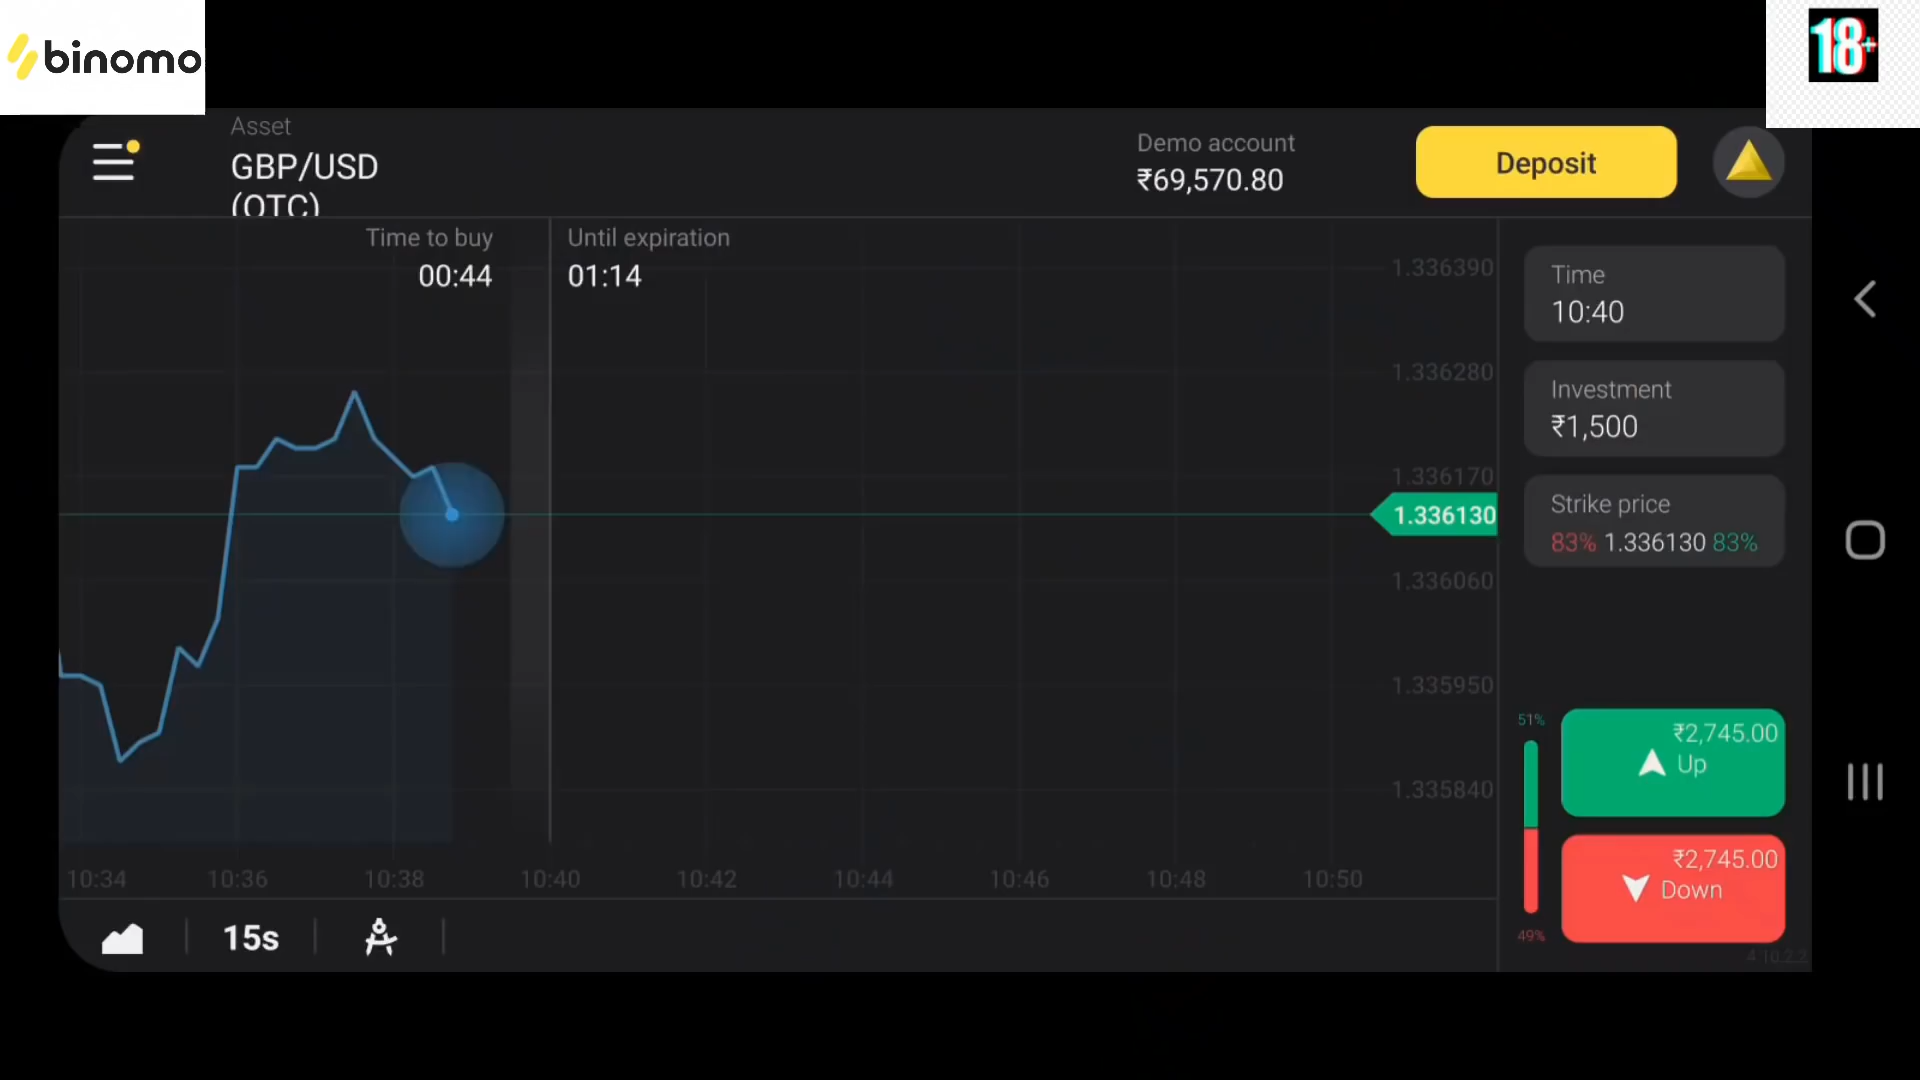 binomo
18+
Asset
GBP/USD
(OTC)
Demo account
₹69,570.80
Deposit
Time to buy
00:44
Until expiration
01:14
1.336390
1.336280
1.336170
1.336130
1.336060
1.335950
1.335840
Time
10:40
Investment
₹1,500
Strike price
83% 1.336130 83%
51%
₹2,745.00
Up
₹2,745.00
Down
49%
4.10.2.2
10:34 10:36 10:38 10:40 10:42 10:44 10:46 10:48 10:50
15s